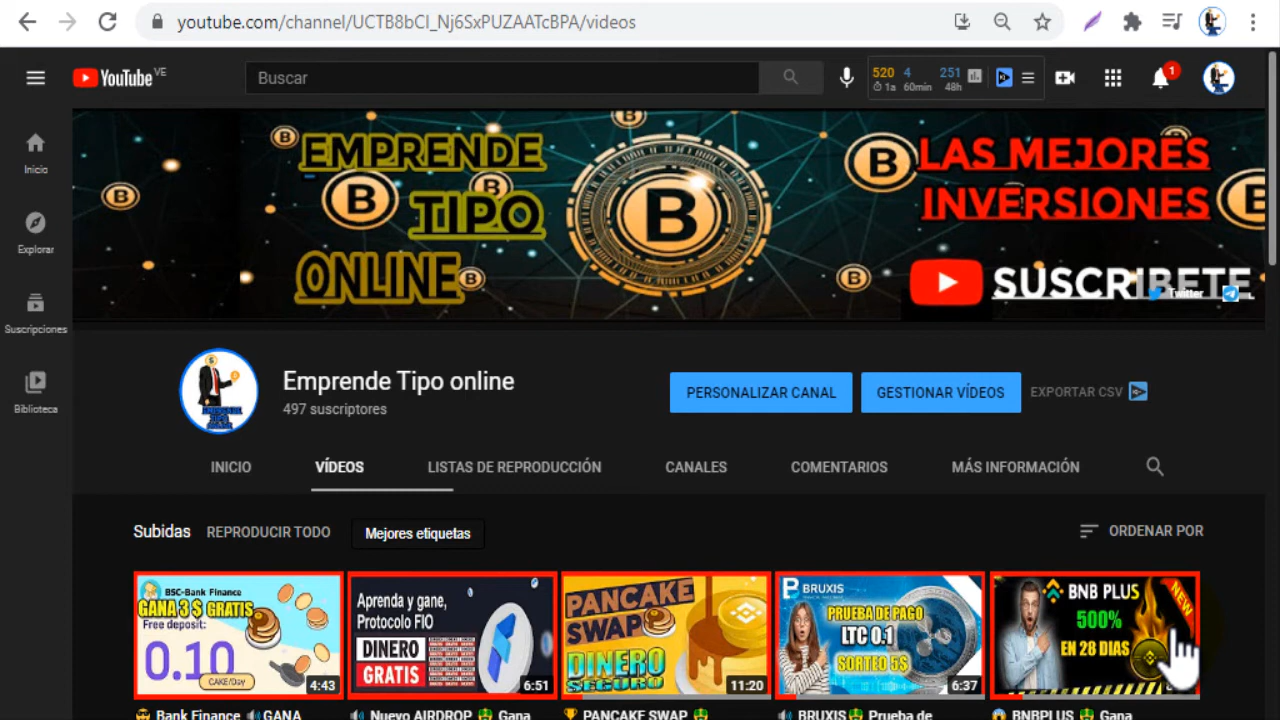 youtube.com/channel/UCTB8bCl_Nj6SxPUZAATcBPA/videos
YouTube VE
Buscar
520 4 251
1a 60min 48h
1
Inicio
Explorar
Suscripciones
Biblioteca
EMPRENDE
TIPO
ONLINE
LAS MEJORES
INVERSIONES
SUSCRIBETE
Twitter
Emprende Tipo online
497 suscriptores
PERSONALIZAR CANAL
GESTIONAR VÍDEOS
EXPORTAR CSV
INICIO
VÍDEOS
LISTAS DE REPRODUCCIÓN
CANALES
COMENTARIOS
MÁS INFORMACIÓN
Subidas
REPRODUCIR TODO
Mejores etiquetas
ORDENAR POR
BSC-Bank Finance
GANA 3 $ GRATIS
Free deposit:
0.10
CAKE/Day
4:43
Aprenda y gane,
Protocolo FIO
DINERO
GRATIS
6:51
PANCAKE
SWAP
DINERO
SEGURO
11:20
BRUXIS
PRUEBA DE PAGO
LTC 0.1
SORTEO 5$
6:37
BNB PLUS
500%
EN 28 DIAS
NEW
Bank Finance GANA
Nuevo AIRDROP Gana
PANCAKE SWAP
BRUXIS Prueba de
BNBPLUS Gana